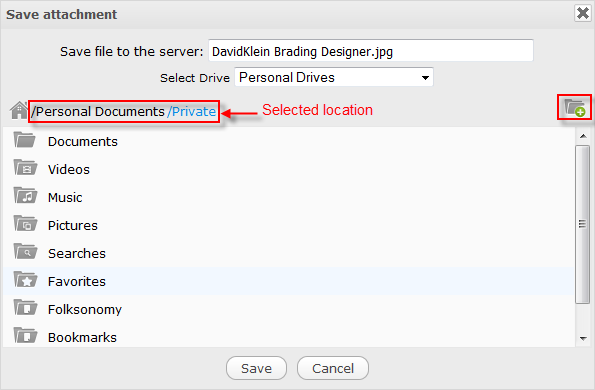 Save attachment
Save file to the server: DavidKlein Brading Designer.jpg
Select Drive Personal Drives
/Personal Documents/Private Selected location
Documents
Videos
Music
Pictures
Searches
Favorites
Folksonomy
Bookmarks
Save Cancel